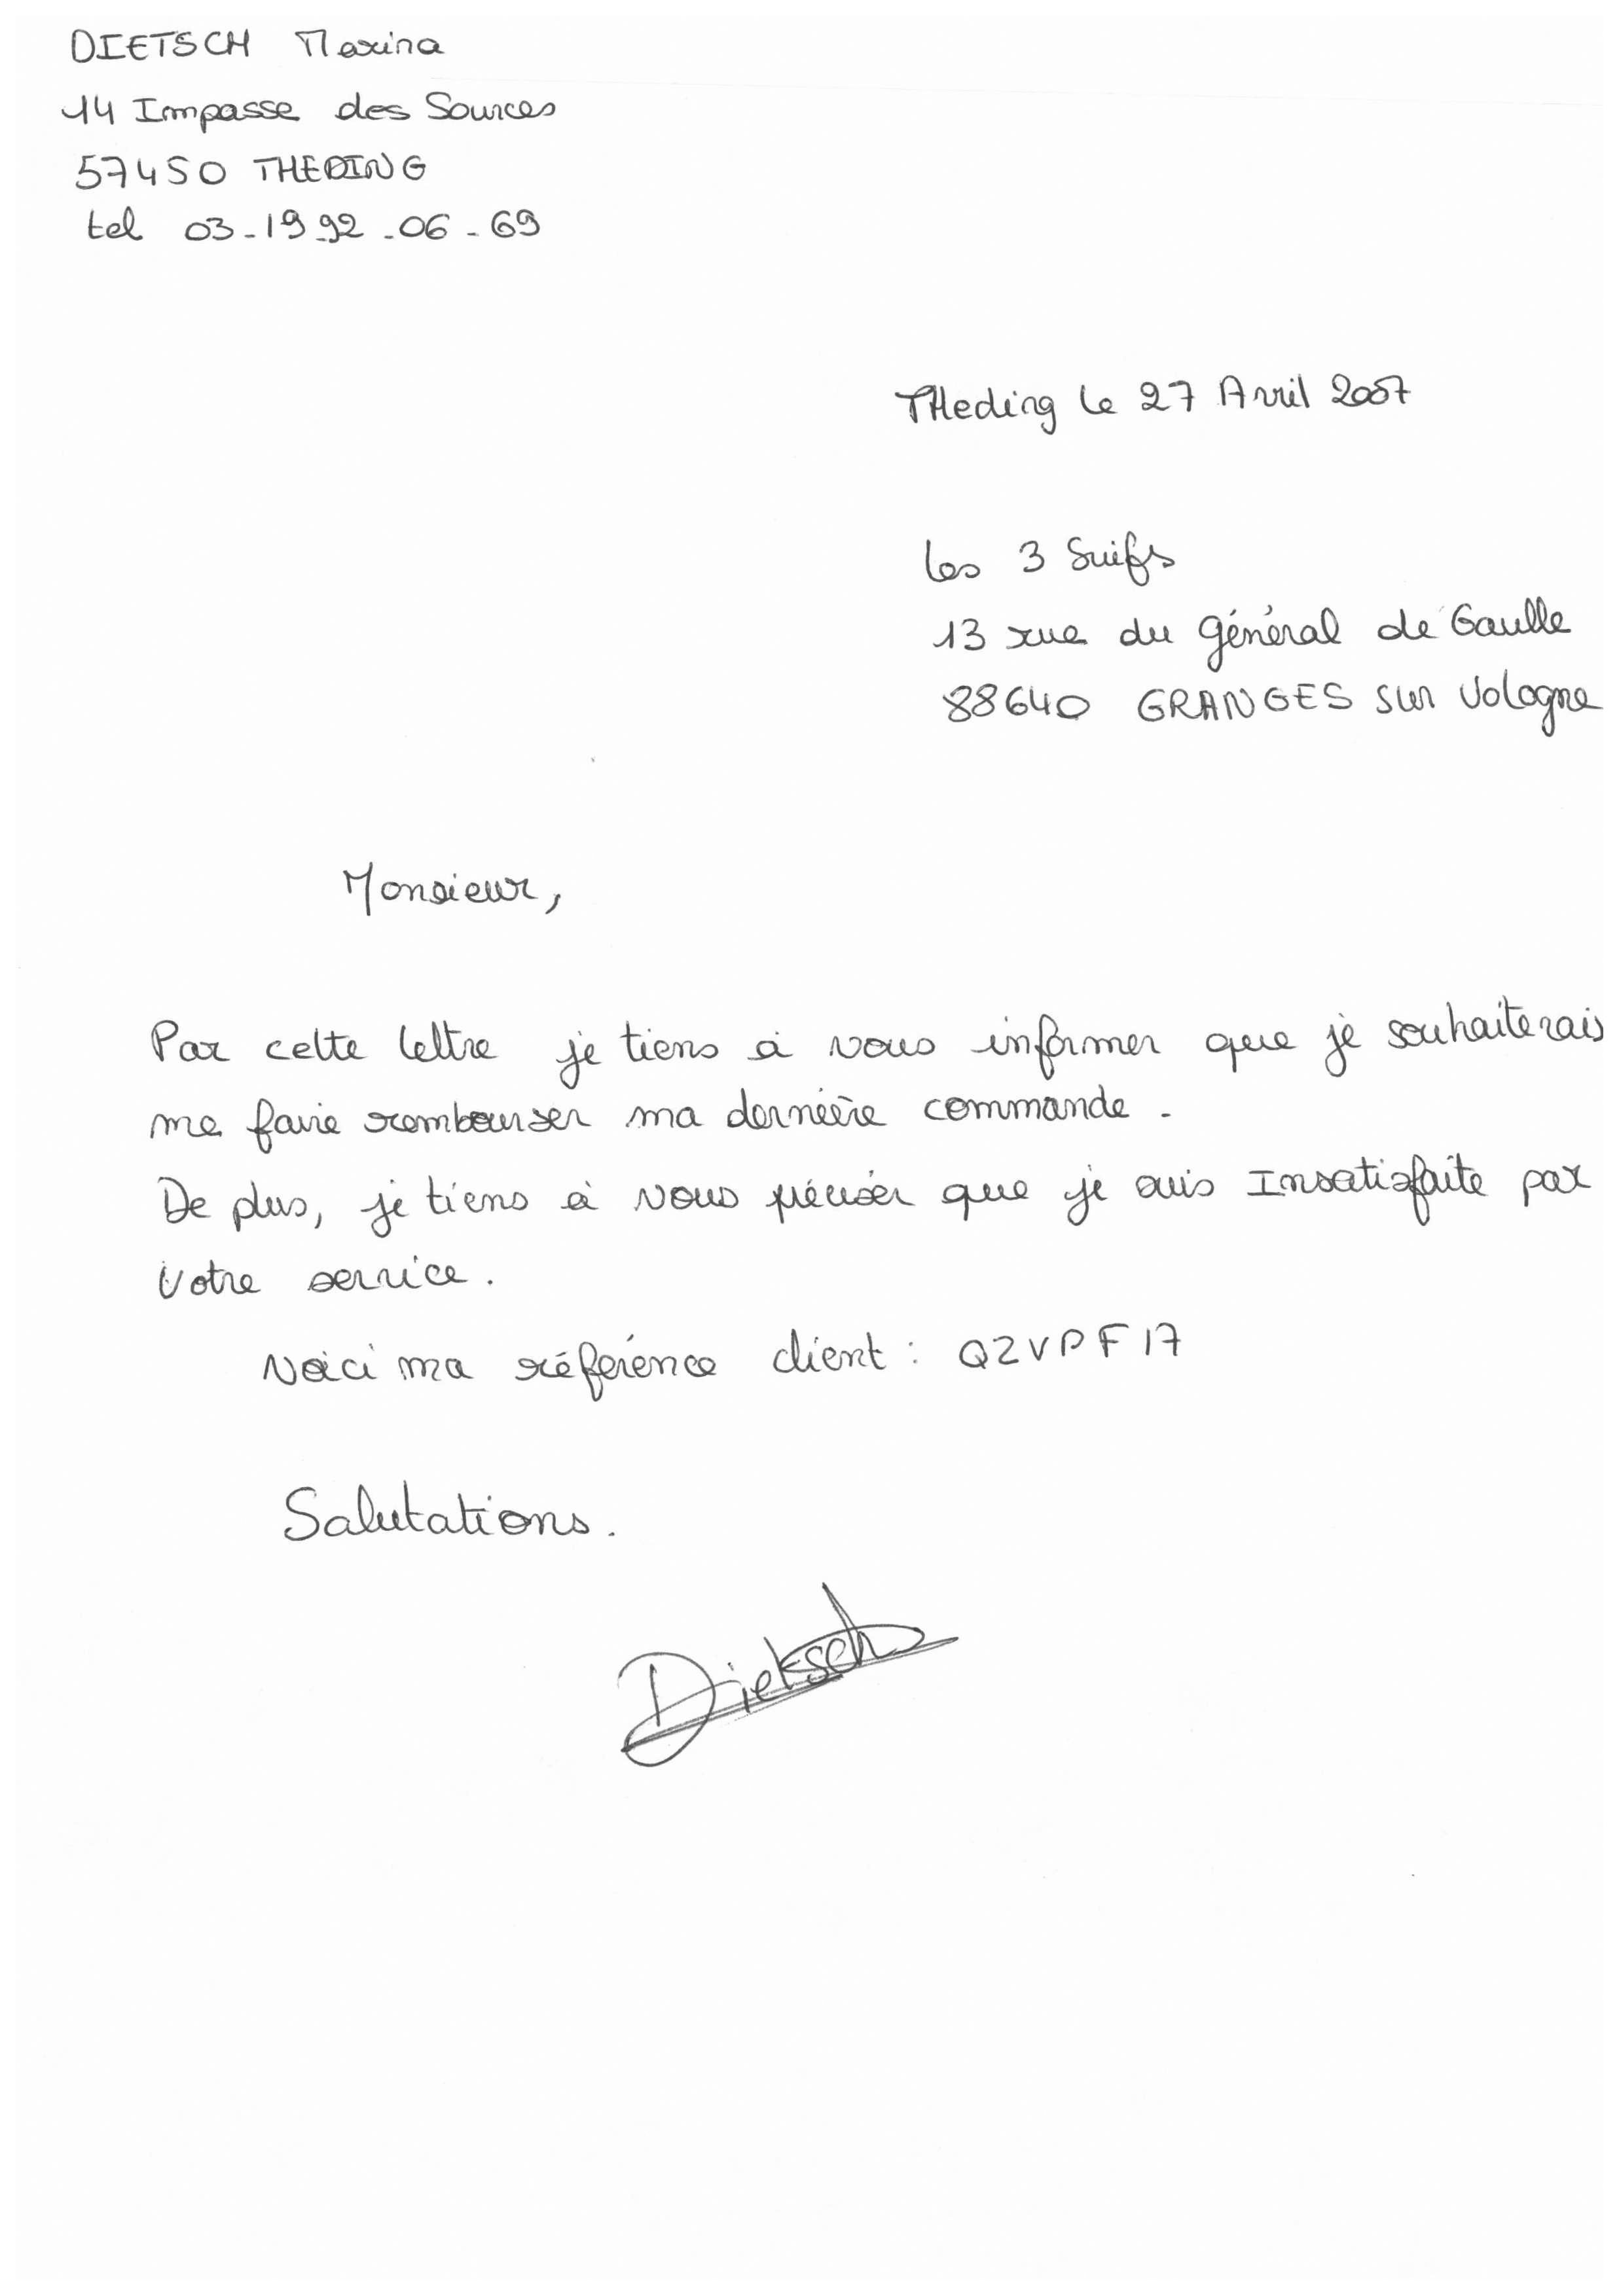 DIETSCH Marina
14 Impasse des Sources
57450 THEDING
tel 03-19-92-06-69
THeding le 27 Avril 2007
Les 3 Suifs
13 rue du général de Gaulle
88640 GRANGES sur Vologne
Monsieur,
Par cette lettre je tiens à vous informer que je souhaiterais
me faire rembourser ma dernière commande.
De plus, je tiens à vous préciser que je suis Insatisfaite par
votre service.
Voici ma référence client : QZVPF17
Salutations.
Dietsch